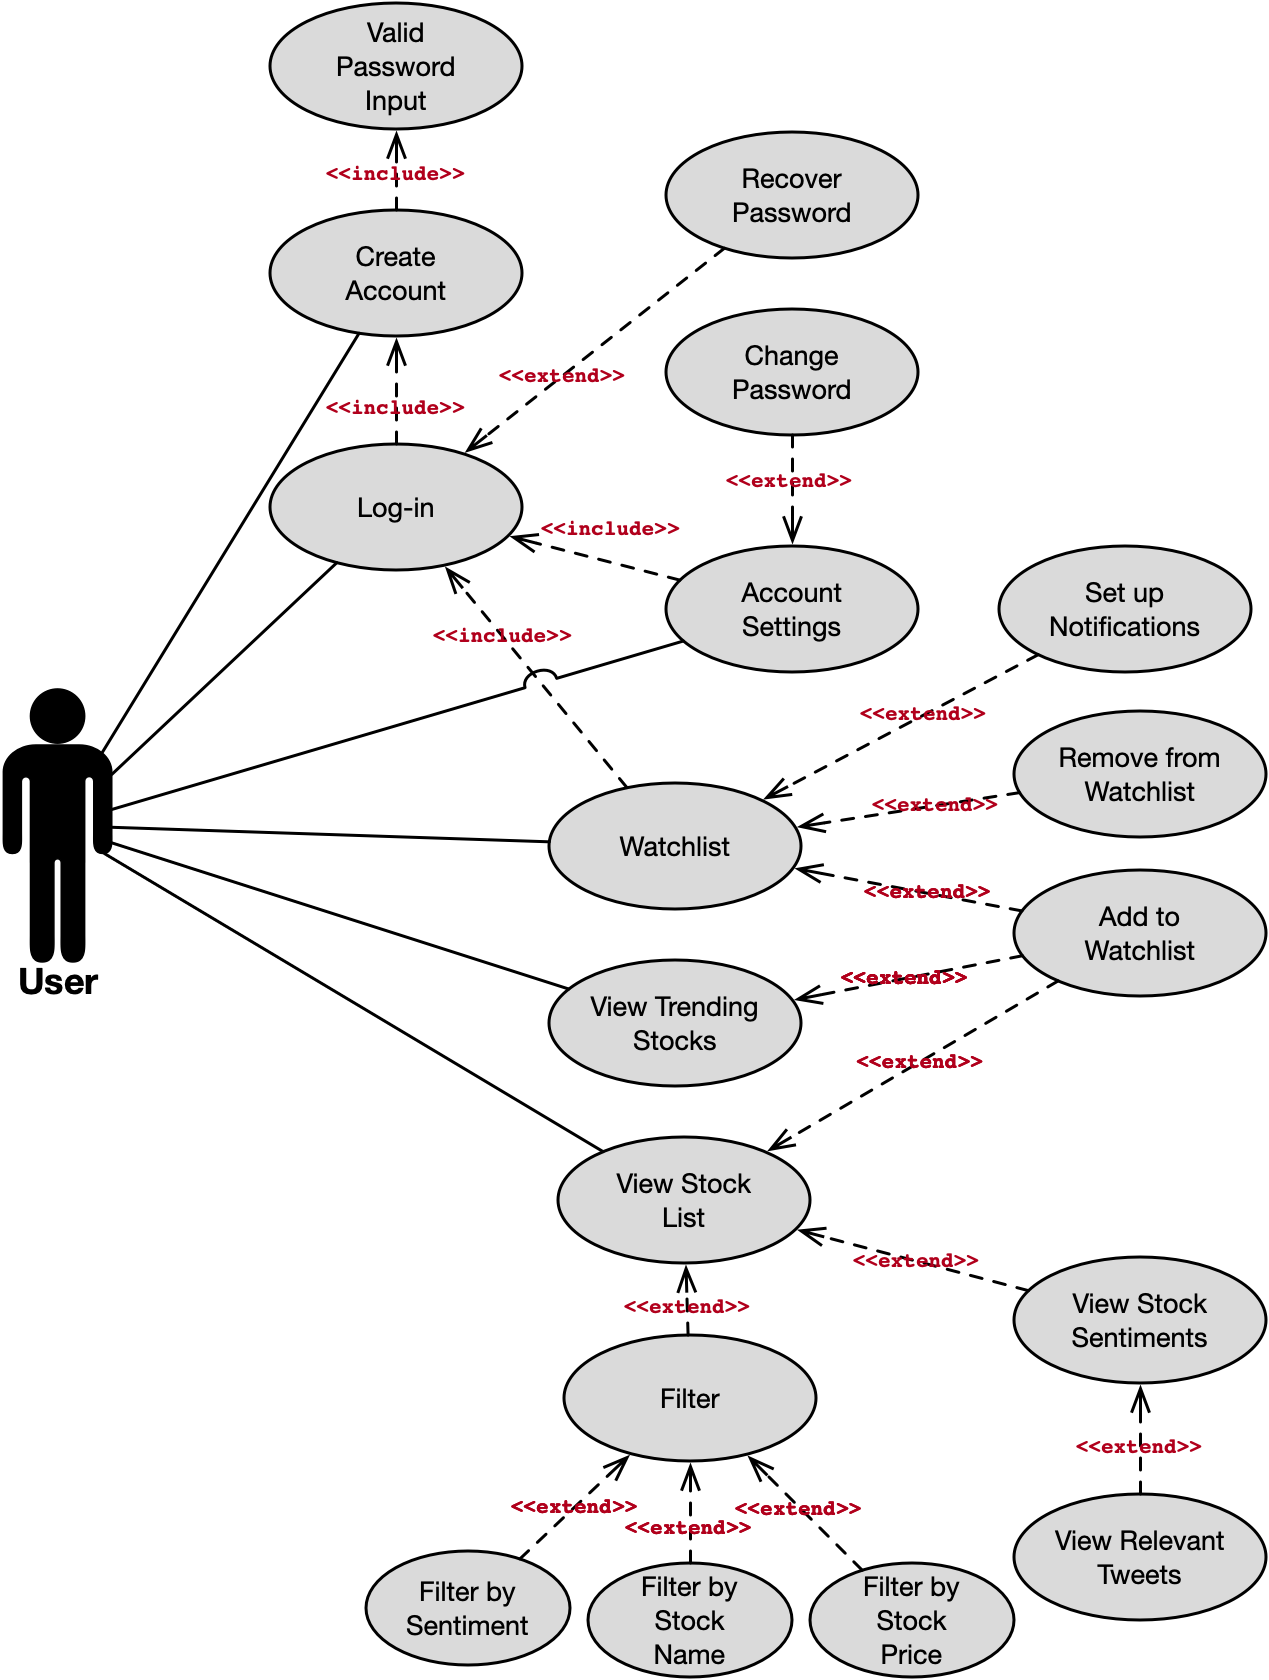 Valid
Password
Input
<<include>>
Recover
Password
Create
Account
Change
Password
<<extend>>
<<include>>
<<extend>>
Log-in
<<include>>
Account
Settings
Set up
Notifications
<<include>>
<<extend>>
Remove from
Watchlist
<<extend>>
Watchlist
<<extend>>
Add to
Watchlist
User
<<extend>>
View Trending
Stocks
<<extend>>
View Stock
List
<<extend>>
View Stock
Sentiments
<<extend>>
Filter
<<extend>>
<<extend>>
<<extend>>
<<extend>>
View Relevant
Tweets
Filter by
Sentiment
Filter by
Stock
Name
Filter by
Stock
Price